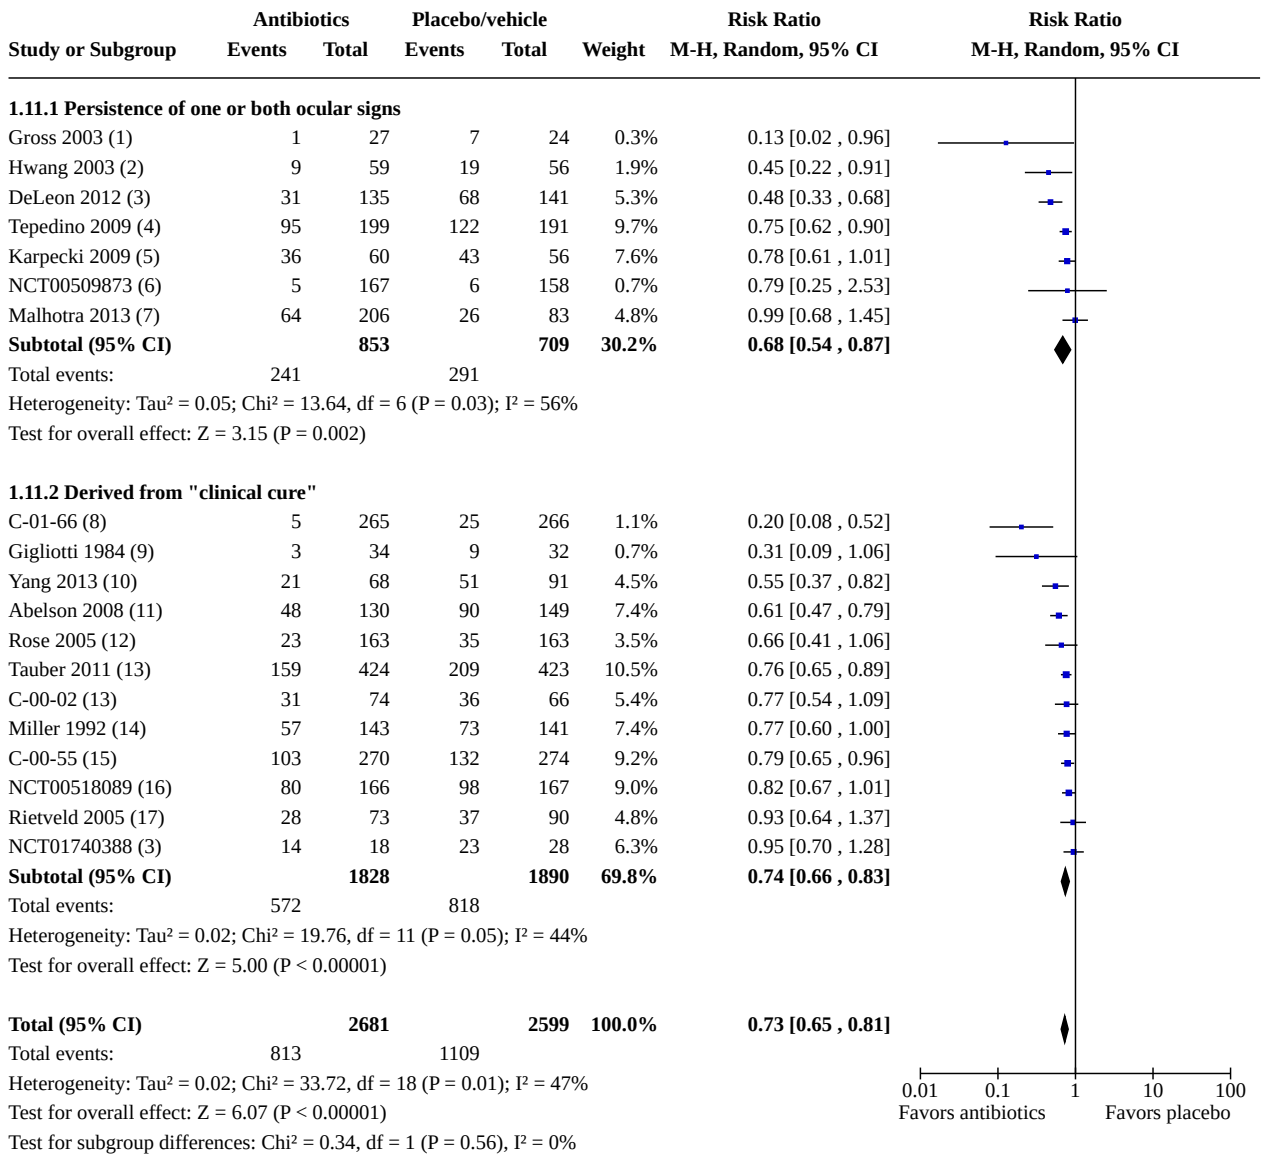 Antibiotics Placebo/vehicle Risk Ratio Risk Ratio
Study or Subgroup Events Total Events Total Weight M-H, Random, 95% CI M-H, Random, 95% CI
1.11.1 Persistence of one or both ocular signs
Gross 2003 (1) 1 27 7 24 0.3% 0.13 [0.02 , 0.96]
Hwang 2003 (2) 9 59 19 56 1.9% 0.45 [0.22 , 0.91]
DeLeon 2012 (3) 31 135 68 141 5.3% 0.48 [0.33 , 0.68]
Tepedino 2009 (4) 95 199 122 191 9.7% 0.75 [0.62 , 0.90]
Karpecki 2009 (5) 36 60 43 56 7.6% 0.78 [0.61 , 1.01]
NCT00509873 (6) 5 167 6 158 0.7% 0.79 [0.25 , 2.53]
Malhotra 2013 (7) 64 206 26 83 4.8% 0.99 [0.68 , 1.45]
Subtotal (95% CI) 853 709 30.2% 0.68 [0.54 , 0.87]
Total events: 241 291
Heterogeneity: Tau² = 0.05; Chi² = 13.64, df = 6 (P = 0.03); I² = 56%
Test for overall effect: Z = 3.15 (P = 0.002)
1.11.2 Derived from "clinical cure"
C-01-66 (8) 5 265 25 266 1.1% 0.20 [0.08 , 0.52]
Gigliotti 1984 (9) 3 34 9 32 0.7% 0.31 [0.09 , 1.06]
Yang 2013 (10) 21 68 51 91 4.5% 0.55 [0.37 , 0.82]
Abelson 2008 (11) 48 130 90 149 7.4% 0.61 [0.47 , 0.79]
Rose 2005 (12) 23 163 35 163 3.5% 0.66 [0.41 , 1.06]
Tauber 2011 (13) 159 424 209 423 10.5% 0.76 [0.65 , 0.89]
C-00-02 (13) 31 74 36 66 5.4% 0.77 [0.54 , 1.09]
Miller 1992 (14) 57 143 73 141 7.4% 0.77 [0.60 , 1.00]
C-00-55 (15) 103 270 132 274 9.2% 0.79 [0.65 , 0.96]
NCT00518089 (16) 80 166 98 167 9.0% 0.82 [0.67 , 1.01]
Rietveld 2005 (17) 28 73 37 90 4.8% 0.93 [0.64 , 1.37]
NCT01740388 (3) 14 18 23 28 6.3% 0.95 [0.70 , 1.28]
Subtotal (95% CI) 1828 1890 69.8% 0.74 [0.66 , 0.83]
Total events: 572 818
Heterogeneity: Tau² = 0.02; Chi² = 19.76, df = 11 (P = 0.05); I² = 44%
Test for overall effect: Z = 5.00 (P < 0.00001)
Total (95% CI) 2681 2599 100.0% 0.73 [0.65 , 0.81]
Total events: 813 1109
Heterogeneity: Tau² = 0.02; Chi² = 33.72, df = 18 (P = 0.01); I² = 47%
0.01 0.1 1 10 100
Test for overall effect: Z = 6.07 (P < 0.00001)
Favors antibiotics Favors placebo
Test for subgroup differences: Chi² = 0.34, df = 1 (P = 0.56), I² = 0%